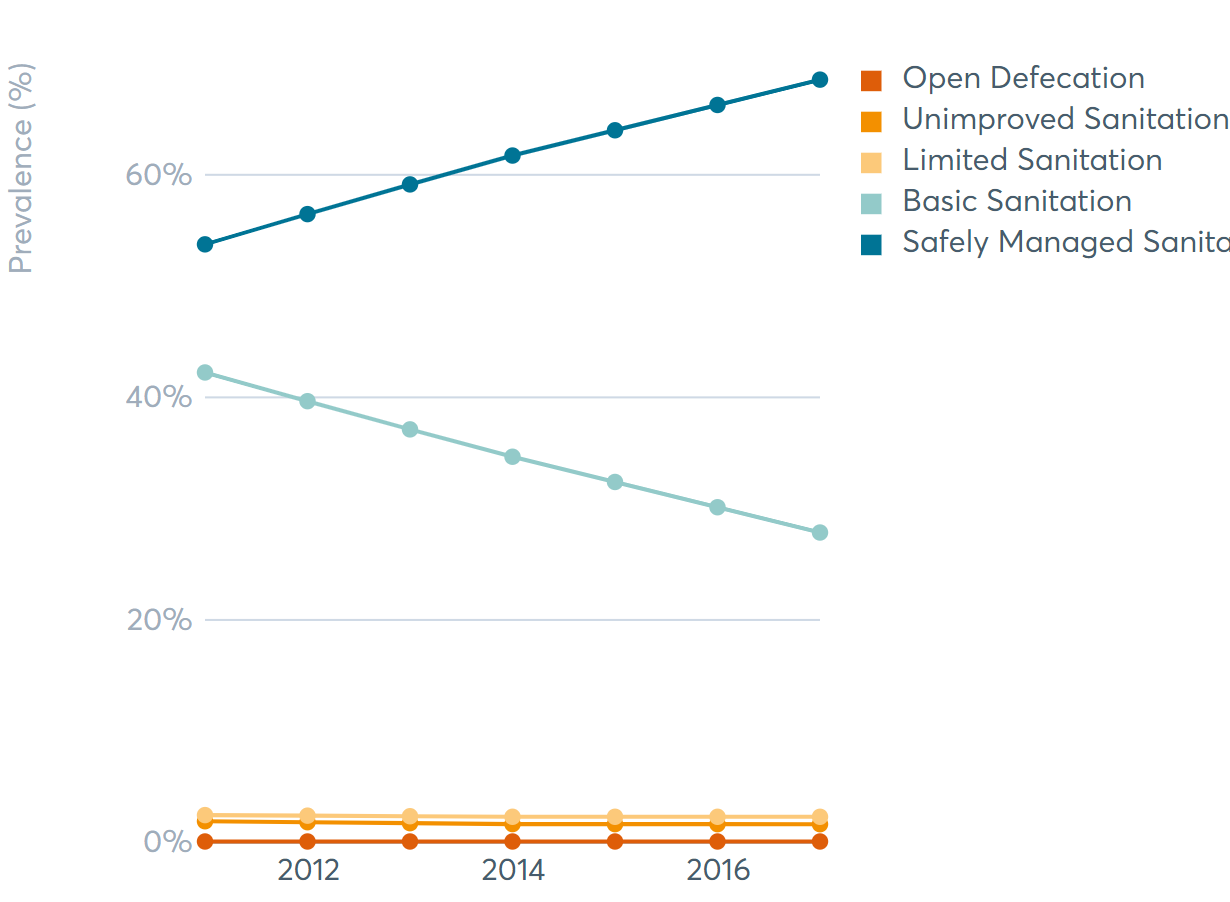 Prevalence (%)
Open Defecation
Unimproved Sanitation
Limited Sanitation
Basic Sanitation
Safely Managed Sanita
60%
40%
20%
0%
2012
2014
2016